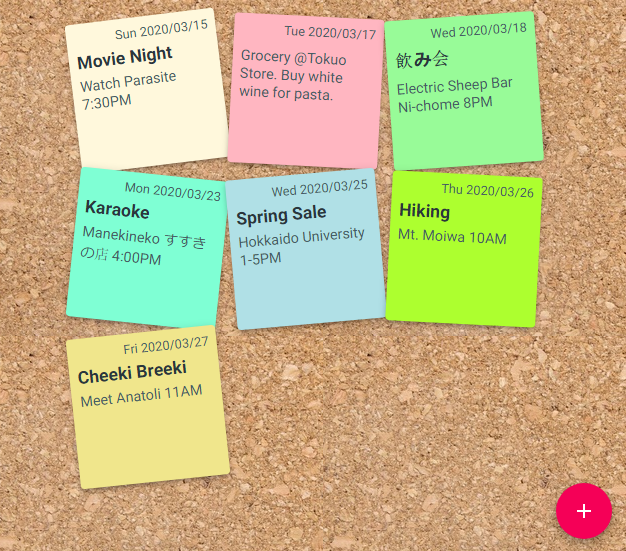 Sun 2020/03/15
Movie Night
Watch Parasite
7:30PM
Tue 2020/03/17
Grocery @Tokuo
Store. Buy white
wine for pasta.
Wed 2020/03/18
飲み会
Electric Sheep Bar
Ni-chome 8PM
Mon 2020/03/23
Karaoke
Manekineko すすき
の店 4:00PM
Wed 2020/03/25
Spring Sale
Hokkaido University
1-5PM
Thu 2020/03/26
Hiking
Mt. Moiwa 10AM
Fri 2020/03/27
Cheeki Breeki
Meet Anatoli 11AM
+